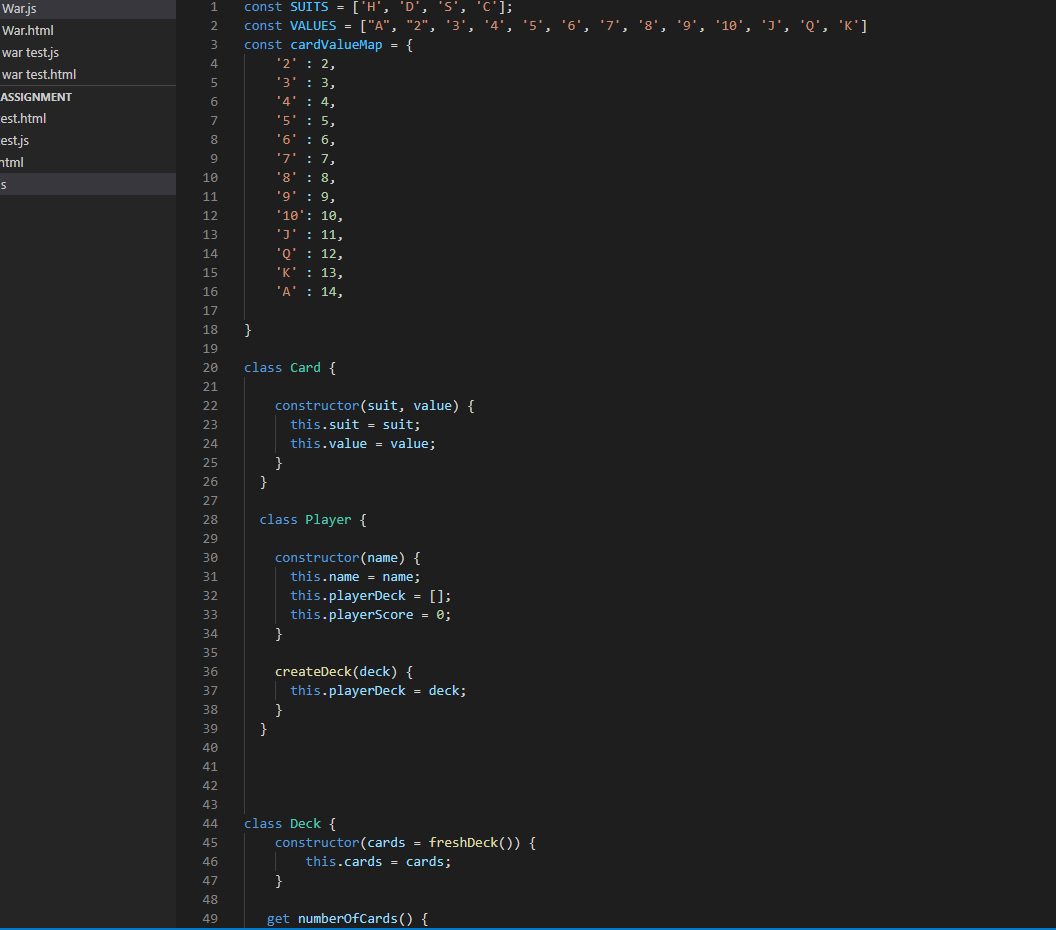 War.js
War.html
war test.js
war test.html
ASSIGNMENT
est.html
est.js
html
s
1 const SUITS = ['H', 'D', 'S', 'C'];
2 const VALUES = ["A", "2", '3', '4', '5', '6', '7', '8', '9', '10', 'J', 'Q', 'K']
3 const cardValueMap = {
4 '2' : 2,
5 '3' : 3,
6 '4' : 4,
7 '5' : 5,
8 '6' : 6,
9 '7' : 7,
10 '8' : 8,
11 '9' : 9,
12 '10': 10,
13 'J' : 11,
14 'Q' : 12,
15 'K' : 13,
16 'A' : 14,
17
18 }
19
20 class Card {
21
22 constructor(suit, value) {
23 this.suit = suit;
24 this.value = value;
25 }
26 }
27
28 class Player {
29
30 constructor(name) {
31 this.name = name;
32 this.playerDeck = [];
33 this.playerScore = 0;
34 }
35
36 createDeck(deck) {
37 this.playerDeck = deck;
38 }
39 }
40
41
42
43
44 class Deck {
45 constructor(cards = freshDeck()) {
46 this.cards = cards;
47 }
48
49 get numberOfCards() {